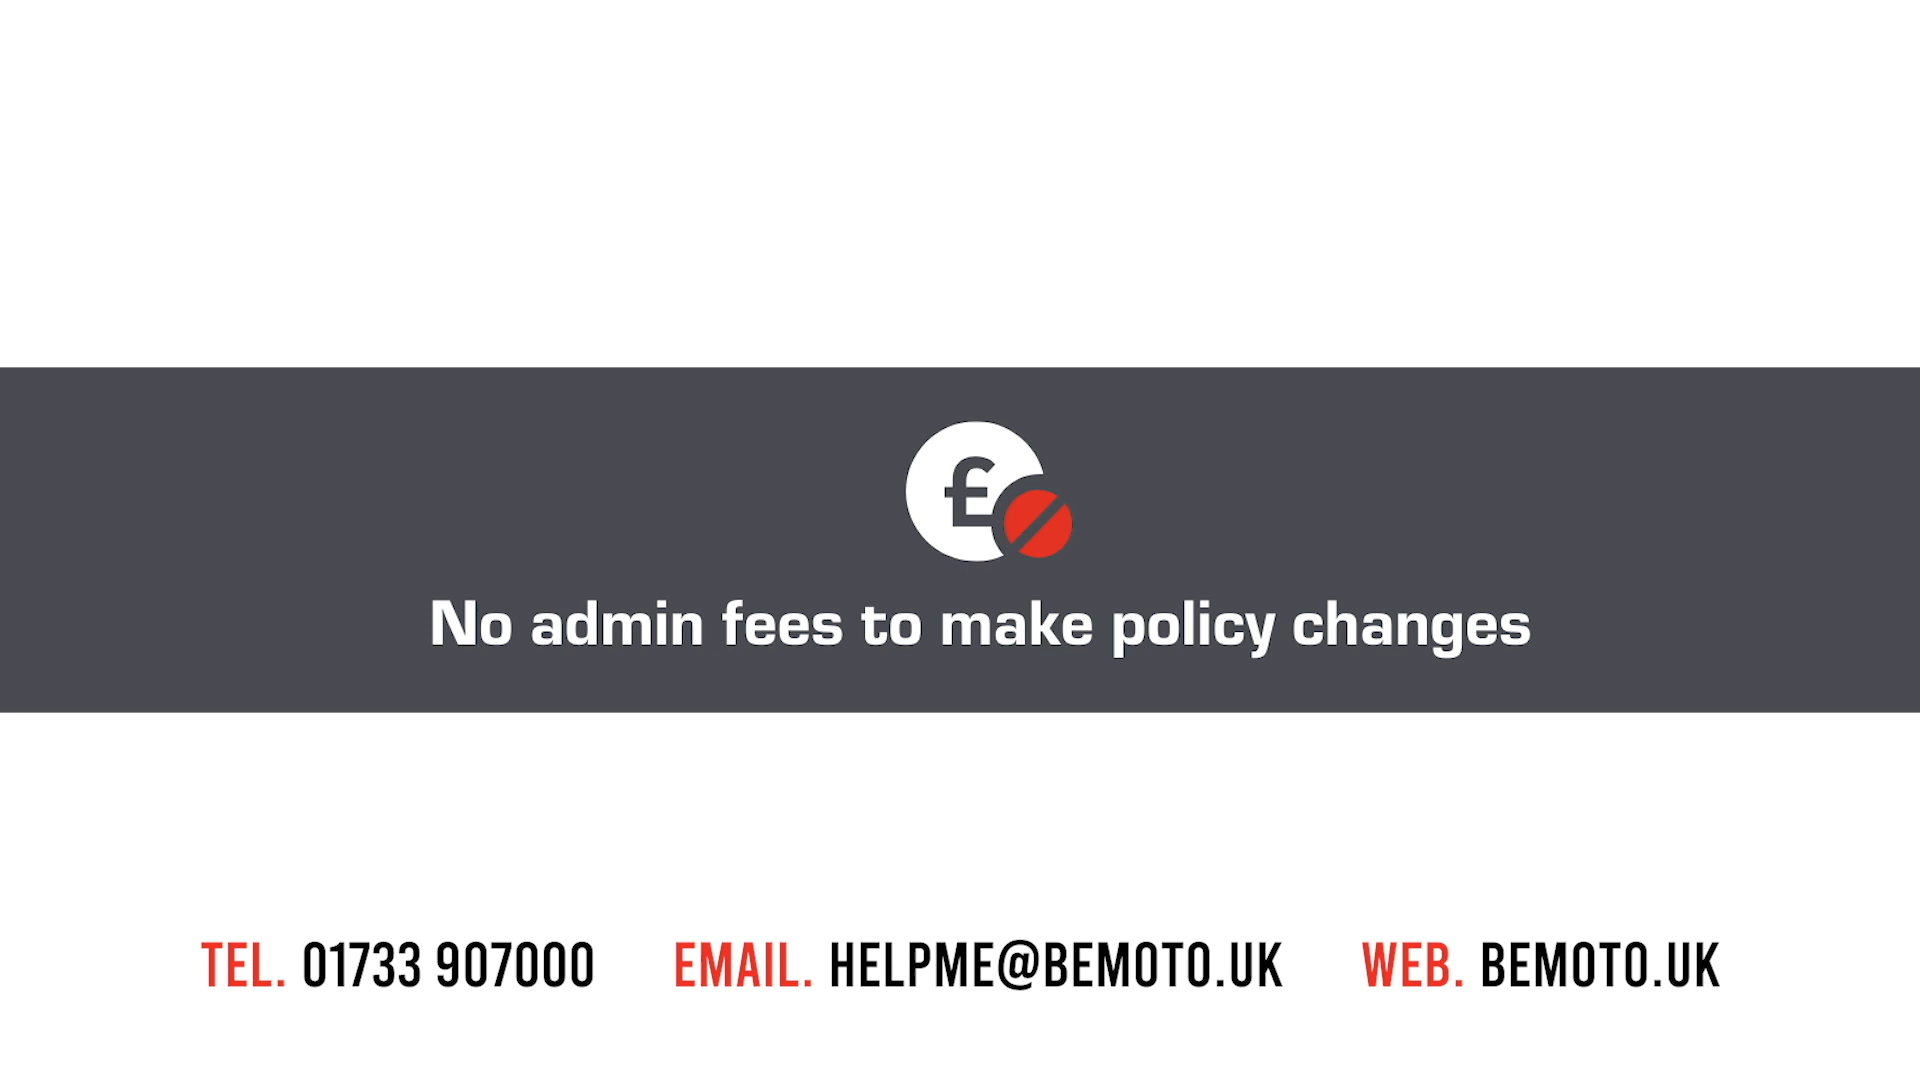 £
No admin fees to make policy changes
TEL. 01733 907000 EMAIL. HELPME@BEMOTO.UK WEB. BEMOTO.UK